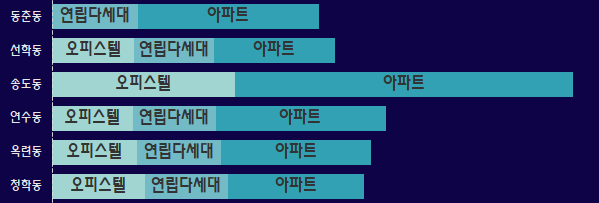 동춘동 연립다세대 아파트
선학동 오피스텔 연립다세대 아파트
송도동 오피스텔 아파트
연수동 오피스텔 연립다세대 아파트
옥련동 오피스텔 연립다세대 아파트
청학동 오피스텔 연립다세대 아파트